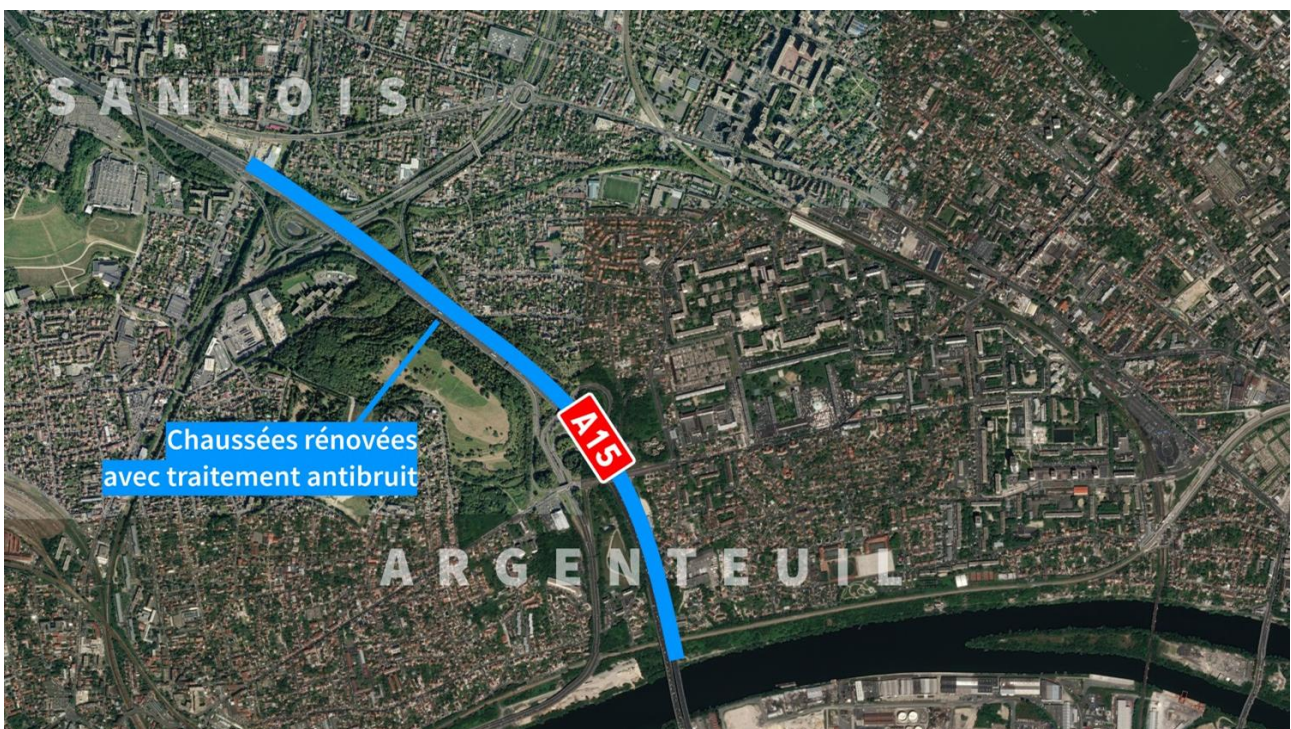 SANNOIS
A15
Chaussées rénovées
avec traitement antibruit
ARGENTEUIL